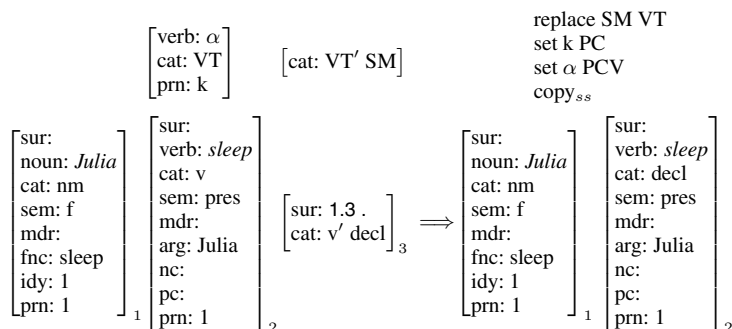 replace SM VT
verb: α
cat: VT [cat: VT′ SM] set k PC
prn: k set α PCV
copy_ss
sur: sur: sur: sur:
noun: Julia verb: sleep noun: Julia verb: sleep
cat: nm cat: v cat: nm cat: decl
sem: f sem: pres sur: 1.3 . sem: f sem: pres
mdr: mdr: cat: v′ decl ⟹ mdr: mdr:
fnc: sleep arg: Julia 3 fnc: sleep arg: Julia
idy: 1 nc: idy: 1 nc:
prn: 1 pc: prn: 1 pc:
1 prn: 1 1 prn: 1
2 2